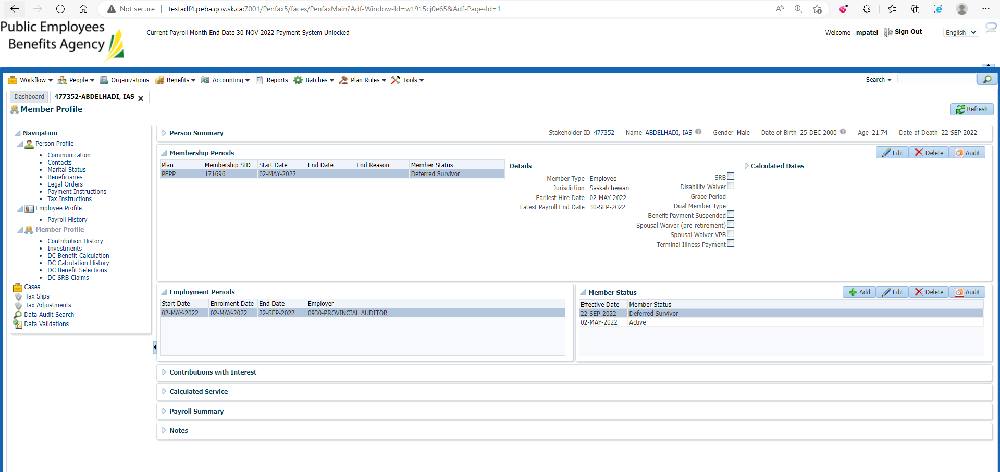 Not secure | testadf4.peba.gov.sk.ca:7001/Penfax5/faces/PenfaxMain?Adf-Window-Id=w1915cj0e65&Adf-Page-Id=1
Public Employees
Benefits Agency
Current Payroll Month End Date 30-NOV-2022 Payment System Unlocked
Welcome mpatel Sign Out English
Workflow People Organizations Benefits Accounting Reports Batches Plan Rules Tools Search
Dashboard 477352-ABDELHADI, IAS
Member Profile
Refresh
Navigation
Person Profile
Communication
Contacts
Marital Status
Beneficiaries
Legal Orders
Payment Instructions
Tax Instructions
Employee Profile
Payroll History
Member Profile
Contribution History
Investments
DC Benefit Calculation
DC Calculation History
DC Benefit Selections
DC SRB Claims
Cases
Tax Slips
Tax Adjustments
Data Audit Search
Data Validations
Person Summary Stakeholder ID 477352 Name ABDELHADI, IAS Gender Male Date of Birth 25-DEC-2000 Age 21.74 Date of Death 22-SEP-2022
Membership Periods Edit Delete Audit
Plan Membership SID Start Date End Date End Reason Member Status
PEPP 171696 02-MAY-2022 Deferred Survivor
Details
Member Type Employee
Jurisdiction Saskatchewan
Earliest Hire Date 02-MAY-2022
Latest Payroll End Date 30-SEP-2022
SRB
Disability Waiver
Grace Period
Dual Member Type
Benefit Payment Suspended
Spousal Waiver (pre-retirement)
Spousal Waiver VPB
Terminal Illness Payment
Calculated Dates
Employment Periods
Start Date Enrolment Date End Date Employer
02-MAY-2022 02-MAY-2022 22-SEP-2022 0930-PROVINCIAL AUDITOR
Member Status Add Edit Delete Audit
Effective Date Member Status
22-SEP-2022 Deferred Survivor
02-MAY-2022 Active
Contributions with Interest
Calculated Service
Payroll Summary
Notes